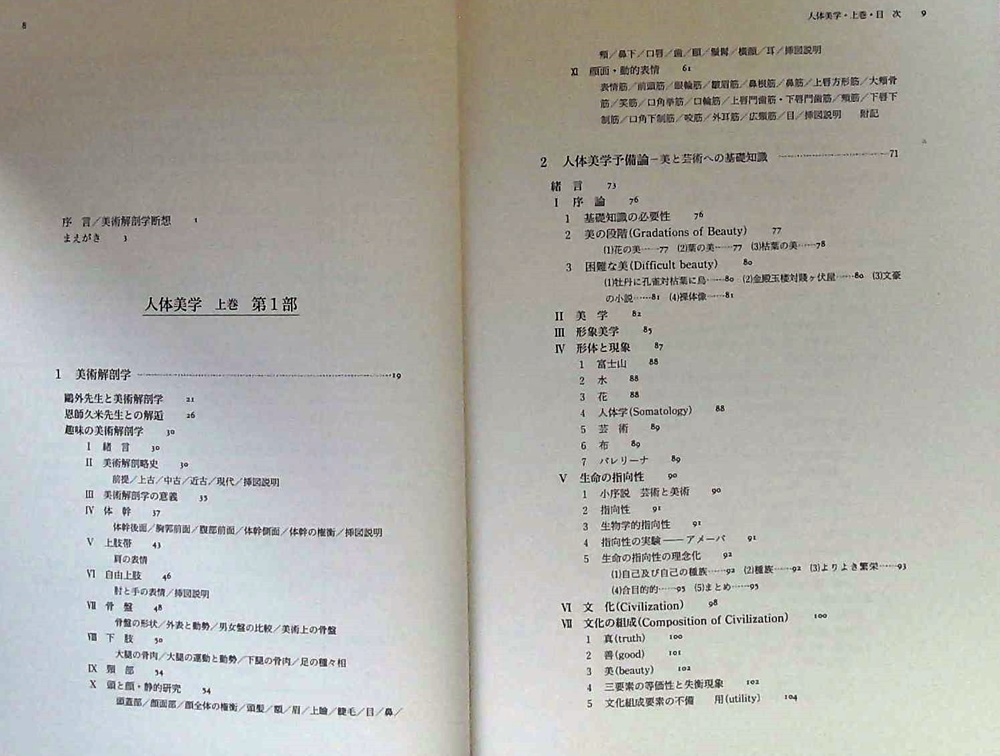 8
序　言／美術解剖学断想　1
まえがき　3
人体美学　上巻　第1部
1　美術解剖学……19
鷗外先生と美術解剖学　21
恩師久米先生との解逅　26
趣味の美術解剖学　30
I　緒　言　30
II　美術解剖略史　30
前提／上古／中古／近古／現代／挿図説明
III　美術解剖学の意義　35
IV　体　幹　37
体幹後面／胸郭前面／腹部前面／体幹側面／体幹の権衡／挿図説明
V　上肢帯　43
肩の表情
VI　自由上肢　46
肘と手の表情／挿図説明
VII　骨　盤　48
骨盤の形状／外表と動勢／男女盤の比較／美術上の骨盤
VIII　下　肢　50
大腿の骨肉／大腿の運動と動勢／下腿の骨肉／足の種々相
IX　頸　部　54
X　頭と顔・静的研究　54
頭蓋部／顔面部／顔全体の権衡／頭髪／額／眉／上瞼／睫毛／目／鼻／
人体美学・上巻・目　次　9
頰／鼻下／口唇／歯／頤／鬚髯／横顔／耳／挿図説明
XI　顔面・動的表情　61
表情筋／前頭筋／眼輪筋／皺眉筋／鼻根筋／鼻筋／上唇方形筋／大頰骨
筋／笑筋／口角挙筋／口輪筋／上唇門歯筋・下唇門歯筋／頰筋／下唇下
制筋／口角下制筋／咬筋／外耳筋／広頸筋／目／挿図説明　附記
2　人体美学予備論－美と芸術への基礎知識……71
緒　言　73
I　序　論　76
1　基礎知識の必要性　76
2　美の段階(Gradations of Beauty)　77
(1)花の美……77　(2)葉の美……77　(3)枯葉の美……78
3　困難な美(Difficult beauty)　80
(1)牡丹に孔雀対枯葉に烏……80　(2)金殿玉楼対賤ヶ伏屋……80　(3)文豪
の小説……81　(4)裸体像……81
II　美　学　82
III　形象美学　85
IV　形体と現象　87
1　富士山　88
2　水　88
3　花　88
4　人体学(Somatology)　88
5　芸　術　89
6　布　89
7　バレリーナ　89
V　生命の指向性　90
1　小序説　芸術と美術　90
2　指向性　91
3　生物学的指向性　91
4　指向性の実験――アメーバ　91
5　生命の指向性の理念化　92
(1)自己及び自己の種族……92　(2)種族……92　(3)よりよき繁栄……93
(4)合目的的……95　(5)まとめ……95
VI　文　化(Civilization)　98
VII　文化の組成(Composition of Civilization)　100
1　真(truth)　100
2　善(good)　101
3　美(beauty)　102
4　三要素の等価性と失衡現象　102
5　文化組成要素の不備　用(utility)　104